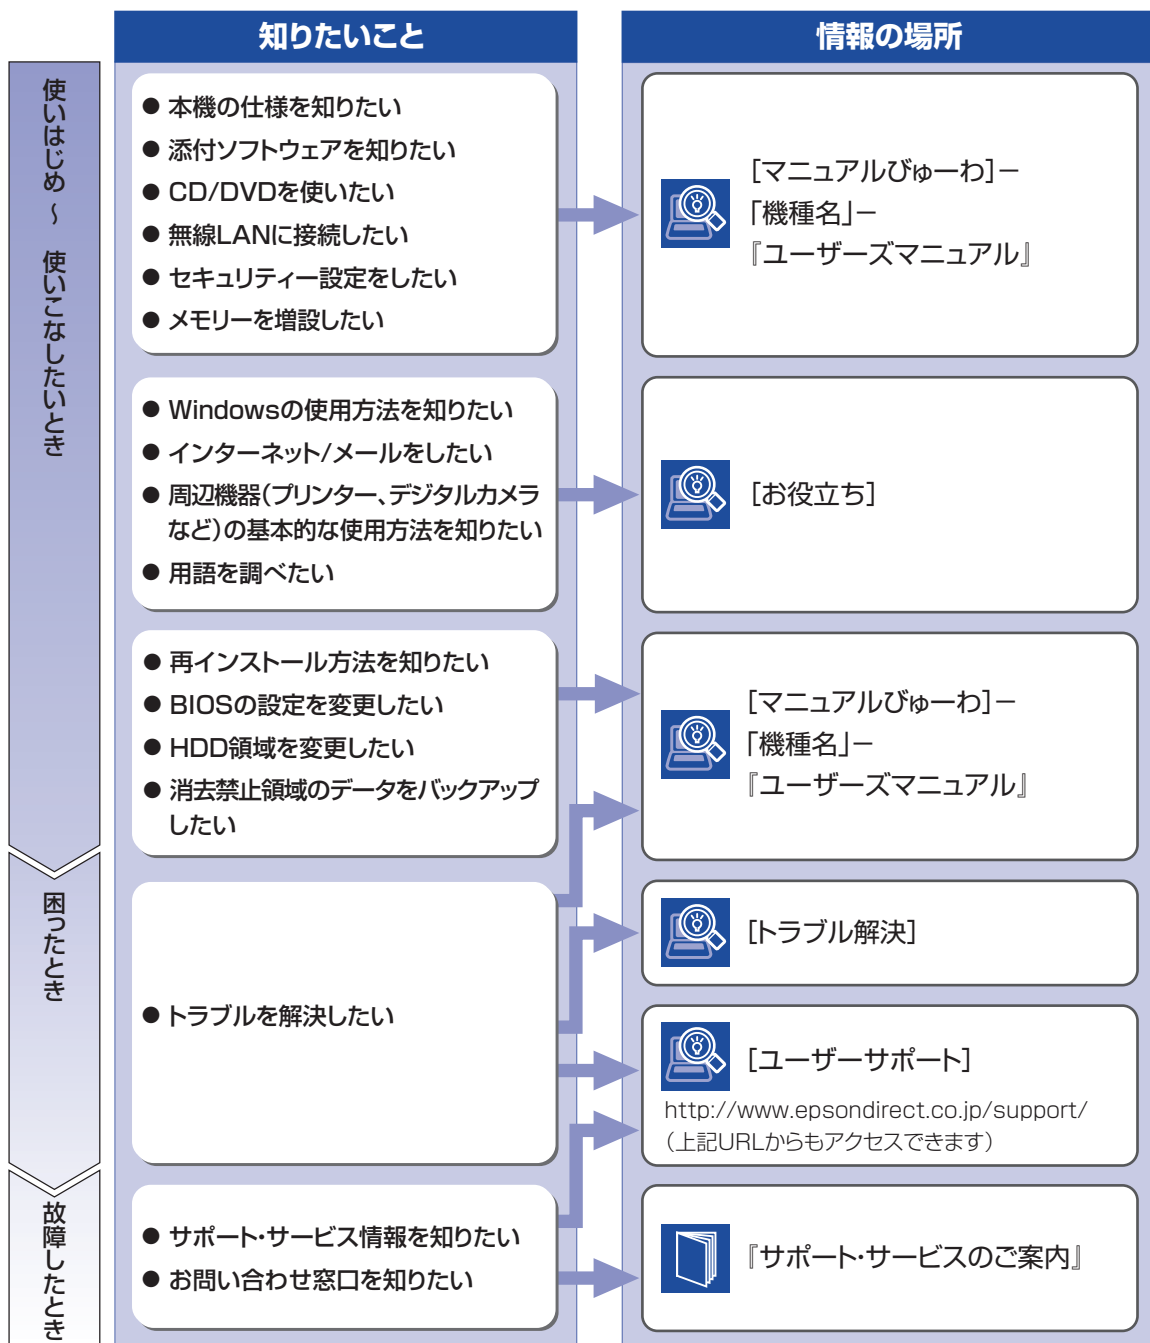 知りたいこと
情報の場所
使いはじめ ～ 使いこなしたいとき
● 本機の仕様を知りたい
● 添付ソフトウェアを知りたい
● CD/DVDを使いたい
● 無線LANに接続したい
● セキュリティー設定をしたい
● メモリーを増設したい
[マニュアルびゅーわ]－
「機種名」－
『ユーザーズマニュアル』
● Windowsの使用方法を知りたい
● インターネット/メールをしたい
● 周辺機器(プリンター、デジタルカメラ
など)の基本的な使用方法を知りたい
● 用語を調べたい
[お役立ち]
● 再インストール方法を知りたい
● BIOSの設定を変更したい
● HDD領域を変更したい
● 消去禁止領域のデータをバックアップ
したい
[マニュアルびゅーわ]－
「機種名」－
『ユーザーズマニュアル』
困ったとき
● トラブルを解決したい
[トラブル解決]
[ユーザーサポート]
http://www.epsondirect.co.jp/support/
(上記URLからもアクセスできます)
故障したとき
● サポート・サービス情報を知りたい
● お問い合わせ窓口を知りたい
『サポート・サービスのご案内』